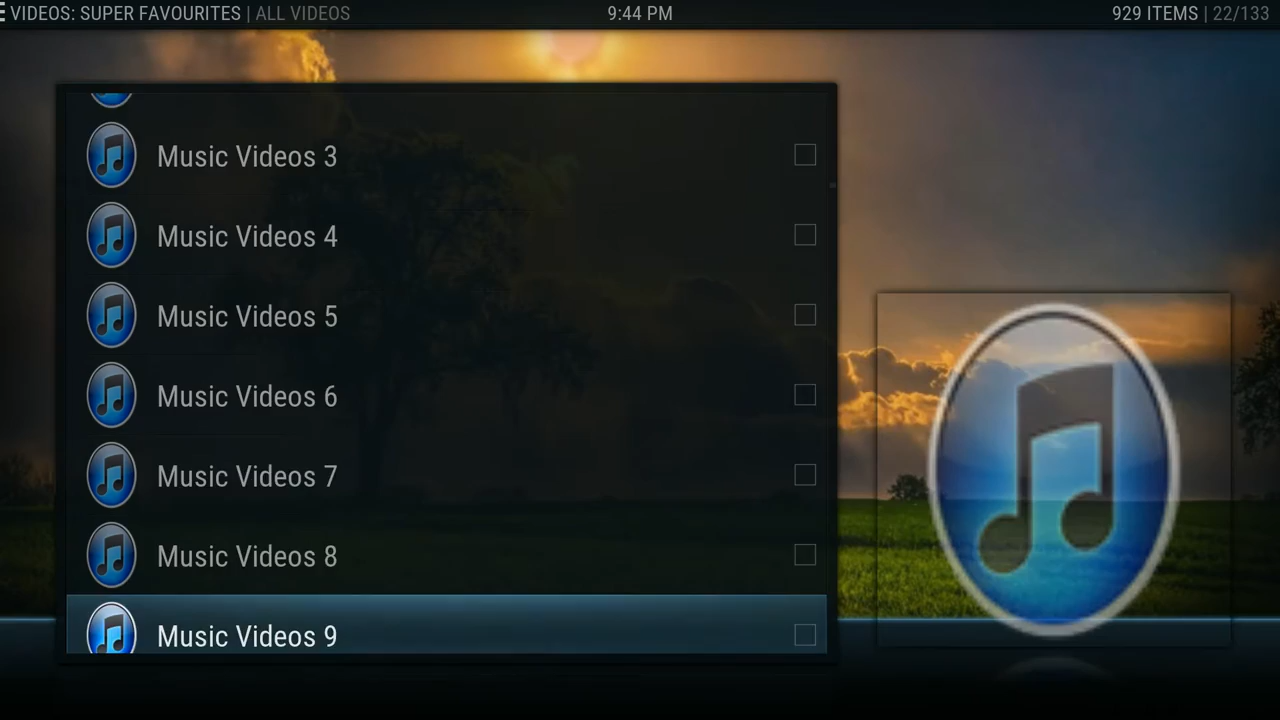 VIDEOS: SUPER FAVOURITES | ALL VIDEOS
9:44 PM
929 ITEMS | 22/133
Music Videos 3
Music Videos 4
Music Videos 5
Music Videos 6
Music Videos 7
Music Videos 8
Music Videos 9